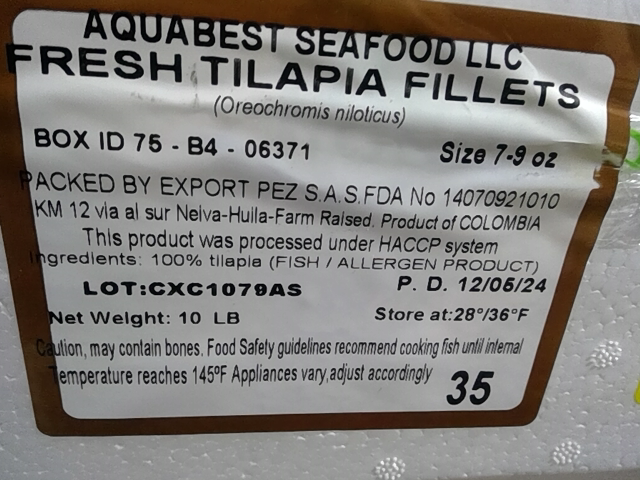 AQUABEST SEAFOOD LLC
FRESH TILAPIA FILLETS
(Oreochromis niloticus)
BOX ID 75 - B4 - 06371 Size 7-9 oz
PACKED BY EXPORT PEZ S.A.S.FDA No 14070921010
KM 12 via al sur Neiva-Huila-Farm Raised. Product of COLOMBIA
This product was processed under HACCP system
Ingredients: 100% tilapia (FISH / ALLERGEN PRODUCT)
LOT:CXC1079AS P. D. 12/05/24
Net Weight: 10 LB Store at:28°/36°F
Caution, may contain bones. Food Safety guidelines recommend cooking fish until internal
Temperature reaches 145ºF Appliances vary,adjust accordingly 35